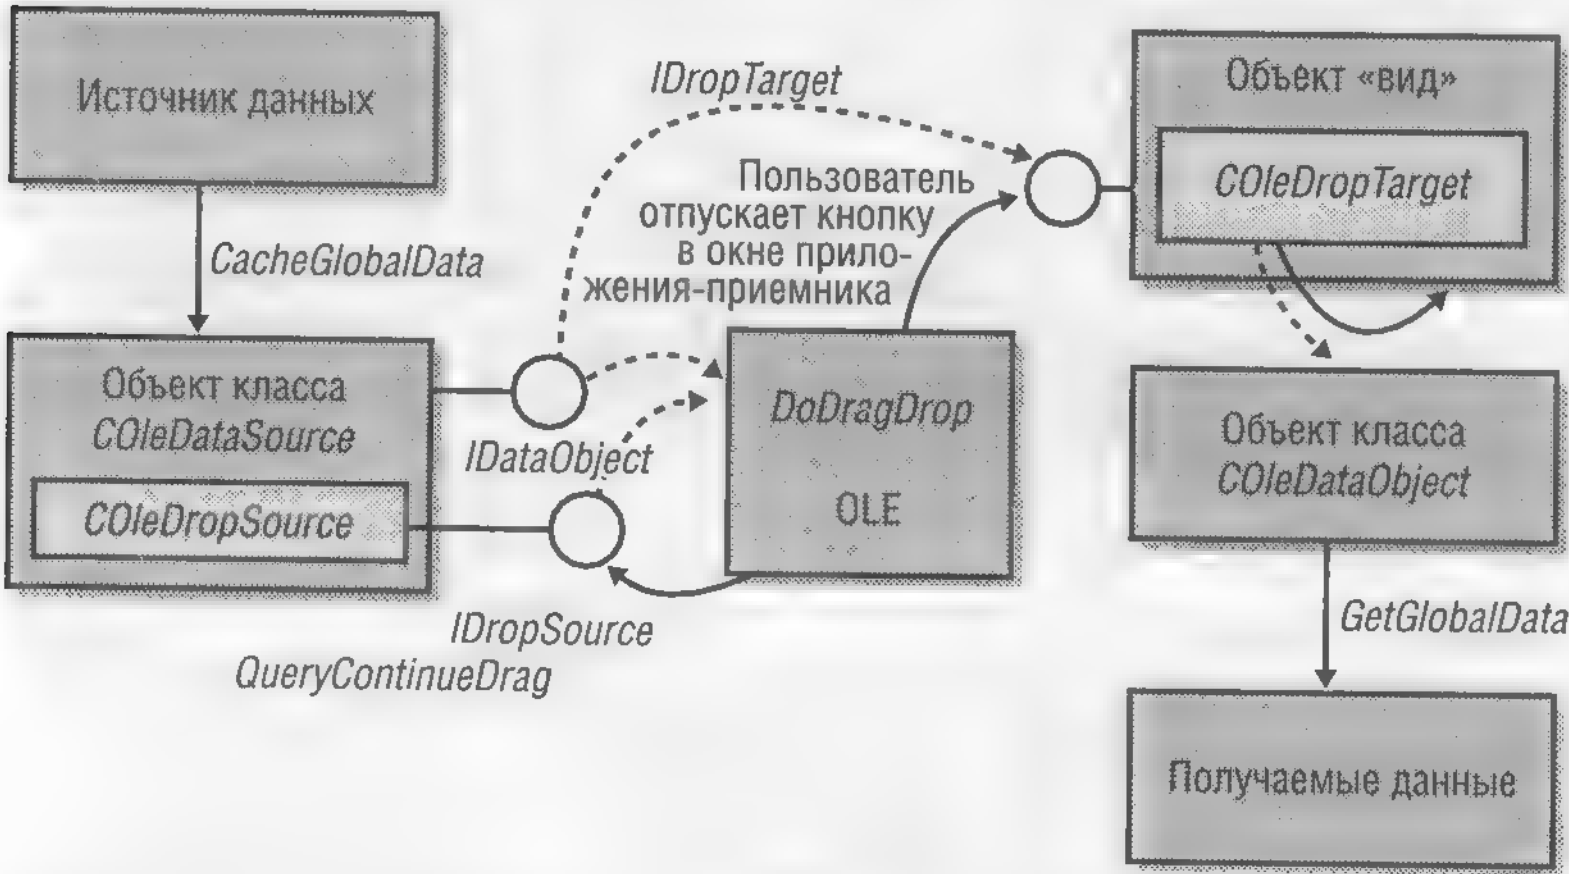 Источник данных
CacheGlobalData
Объект класса
COleDataSource
COleDropSource
IDropTarget
Пользователь
отпускает кнопку
в окне прило-
жения-приемника
IDataObject
IDropSource
QueryContinueDrag
DoDragDrop
OLE
Объект «вид»
COleDropTarget
Объект класса
COleDataObject
GetGlobalData
Получаемые данные